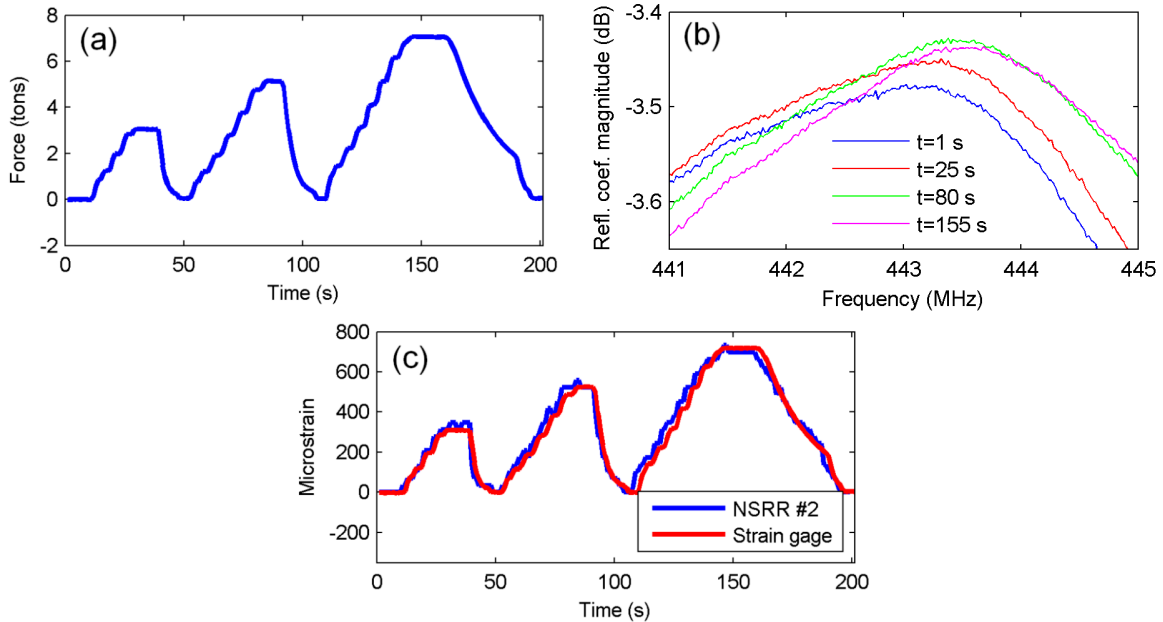 (a)
8
6
4
2
0
-2
Force (tons)
0 50 100 150 200
Time (s)
(b)
-3.4
-3.5
-3.6
Refl. coef. magnitude (dB)
t=1 s
t=25 s
t=80 s
t=155 s
441 442 443 444 445
Frequency (MHz)
(c)
800
600
400
200
0
-200
Microstrain
NSRR #2
Strain gage
0 50 100 150 200
Time (s)